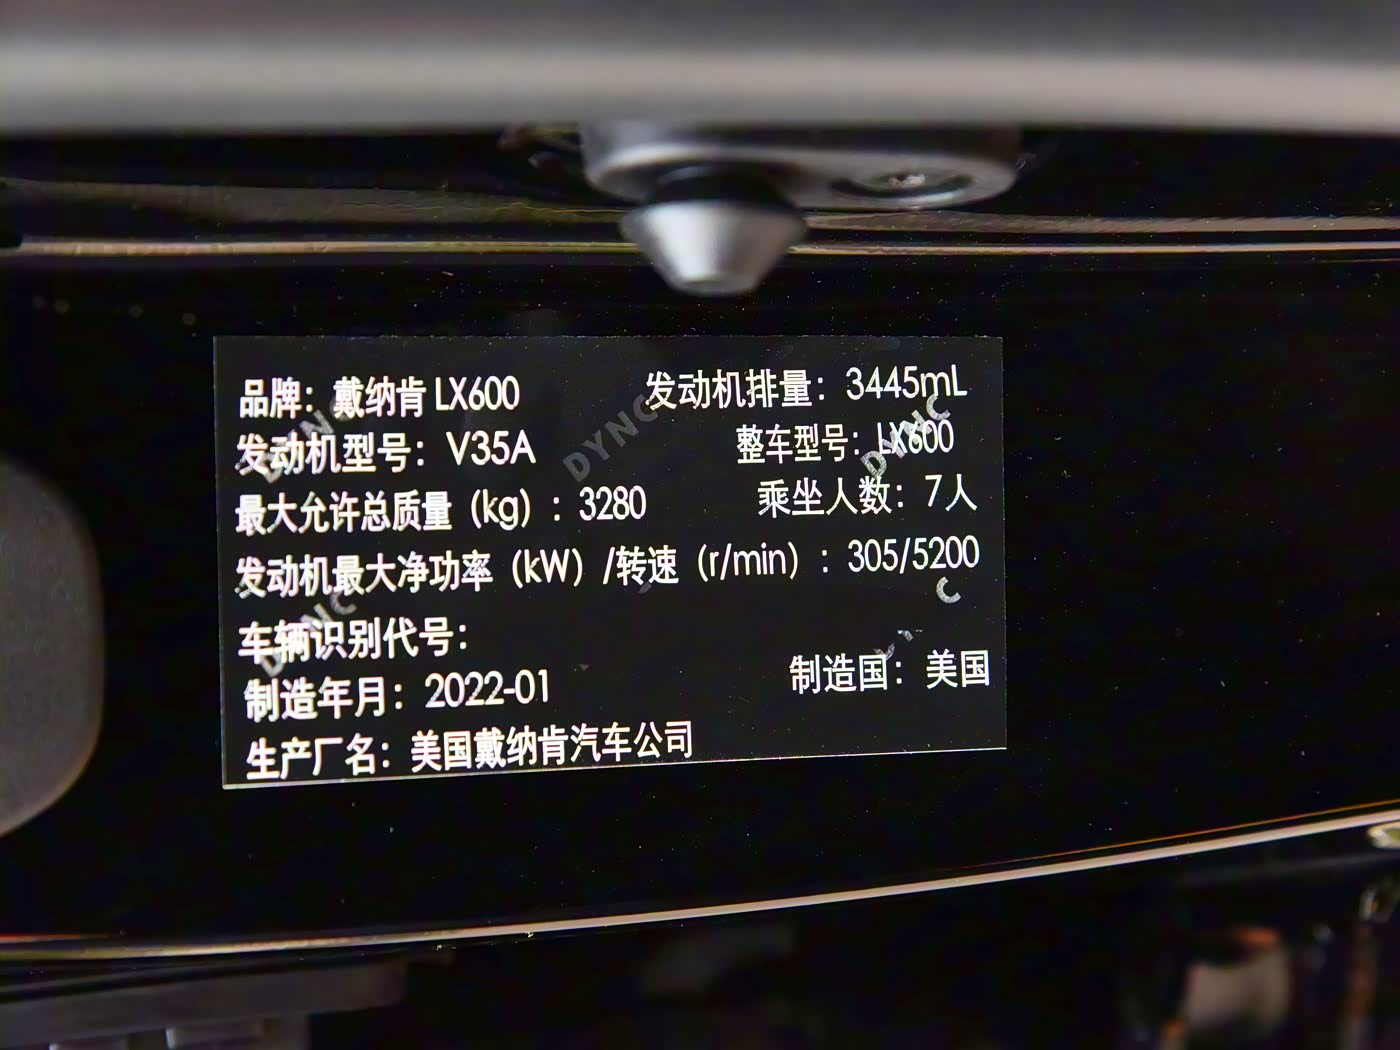 品牌：戴纳肯 LX600 发动机排量：3445mL
发动机型号：V35A 整车型号：LX600
最大允许总质量（kg）：3280 乘坐人数：7人
发动机最大净功率（kW）/转速（r/min）：305/5200
车辆识别代号：
制造年月：2022-01 制造国：美国
生产厂名：美国戴纳肯汽车公司
DYNC
DYNC
DYNC
DYNC
C